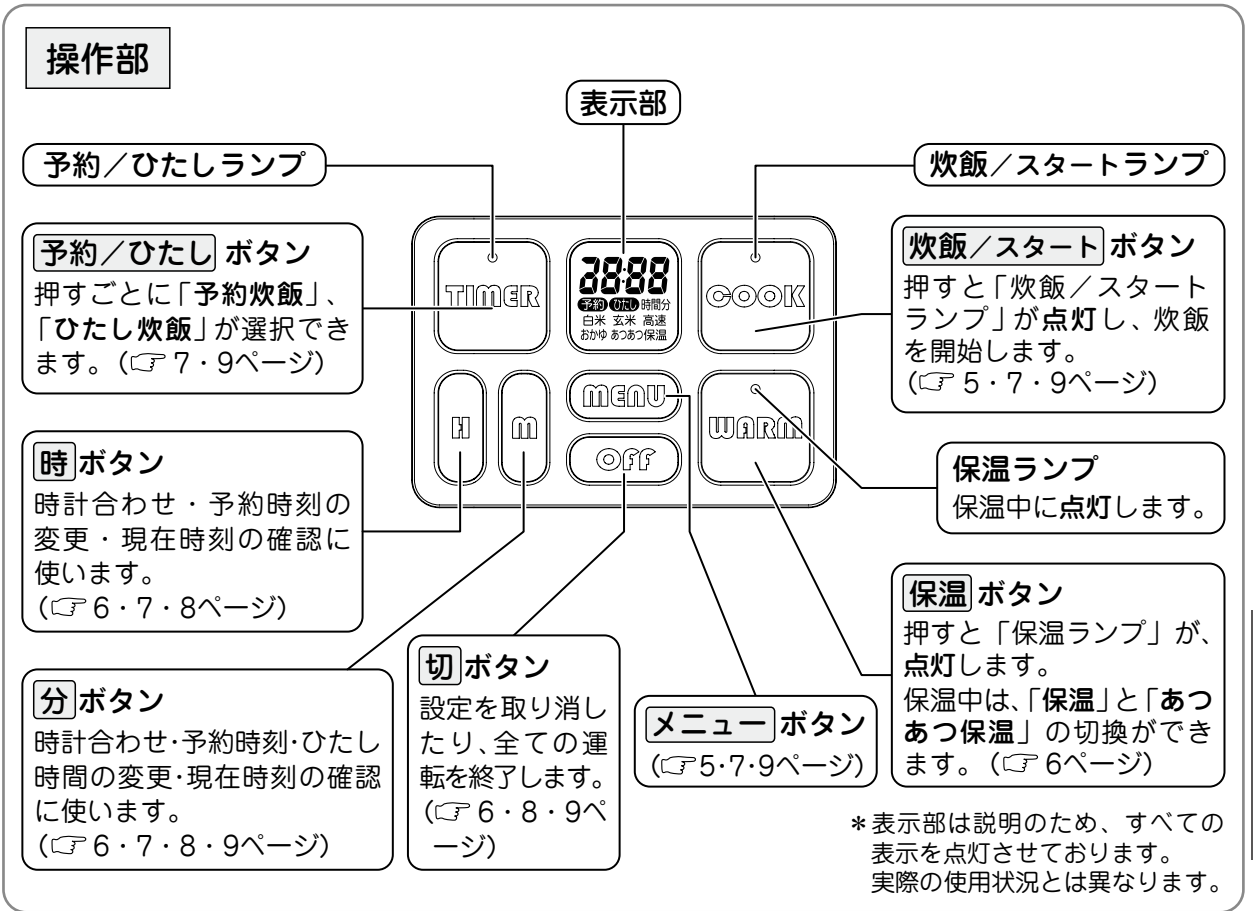 操作部
表示部
予約／ひたしランプ
炊飯／スタートランプ
予約／ひたし ボタン
押すごとに「予約炊飯」、
「ひたし炊飯」が選択でき
ます。（☞ 7・9ページ）
時 ボタン
時計合わせ・予約時刻の
変更・現在時刻の確認に
使います。
（☞ 6・7・8ページ）
分 ボタン
時計合わせ・予約時刻・ひたし
時間の変更・現在時刻の確認
に使います。
（☞ 6・7・8・9ページ）
TIMER
28:88
予約 ひたし 時間分
白米 玄米 高速
おかゆ あつあつ保温
COOK
H
M
MENU
OFF
WARM
切 ボタン
設定を取り消し
たり、全ての運
転を終了します。
（☞ 6・8・9ペ
ージ）
メニュー ボタン
（☞5・7・9ページ）
炊飯／スタート ボタン
押すと「炊飯／スタート
ランプ」が点灯し、炊飯
を開始します。
（☞ 5・7・9ページ）
保温ランプ
保温中に点灯します。
保温 ボタン
押すと「保温ランプ」が、
点灯します。
保温中は、「保温」と「あつ
あつ保温」の切換ができ
ます。（☞ 6ページ）
＊表示部は説明のため、すべての
表示を点灯させております。
実際の使用状況とは異なります。